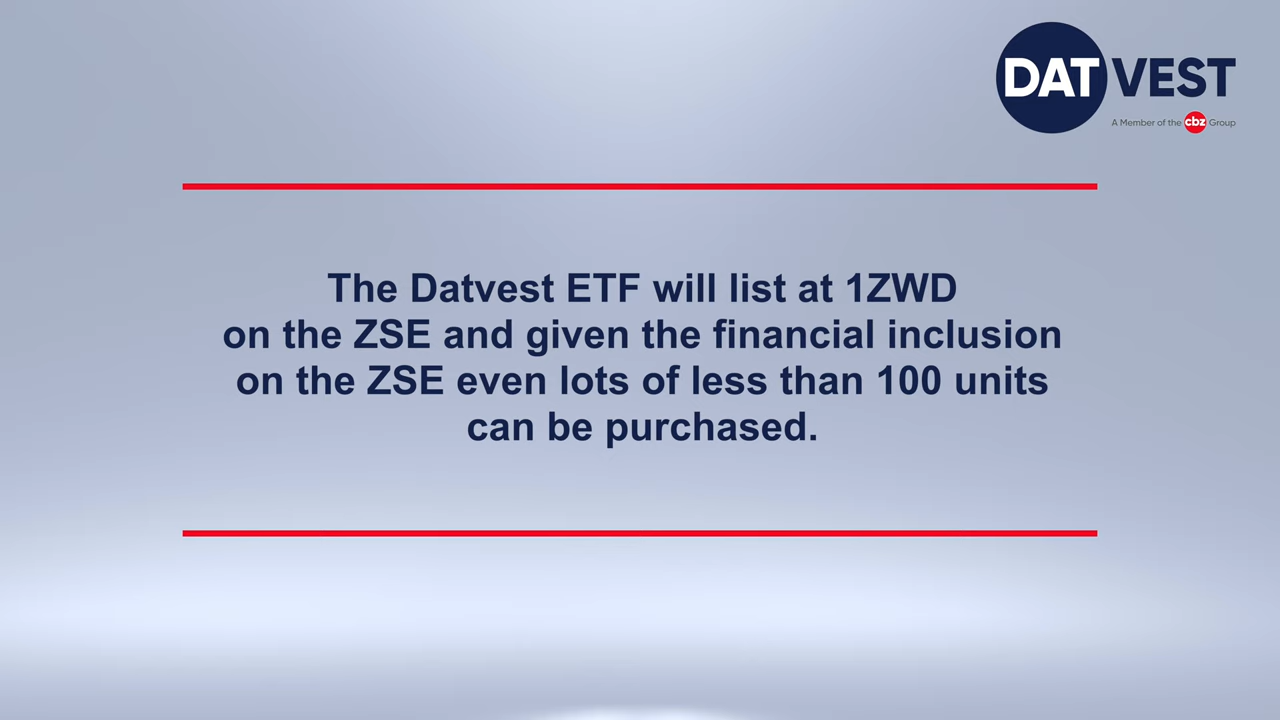 DATVEST
A Member of the cbz Group
The Datvest ETF will list at 1ZWD
on the ZSE and given the financial inclusion
on the ZSE even lots of less than 100 units
can be purchased.